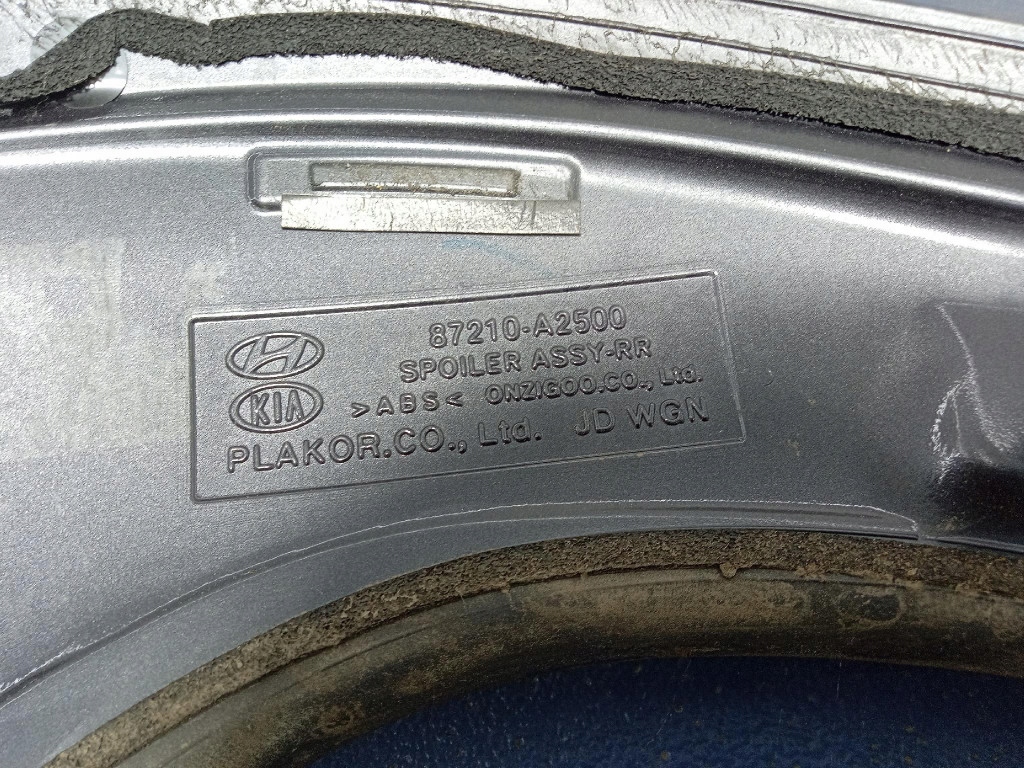 87210-A2500
SPOILER ASSY-RR
KIA >ABS< ONZIGOO.CO., Ltd.
PLAKOR.CO., Ltd. JD WGN